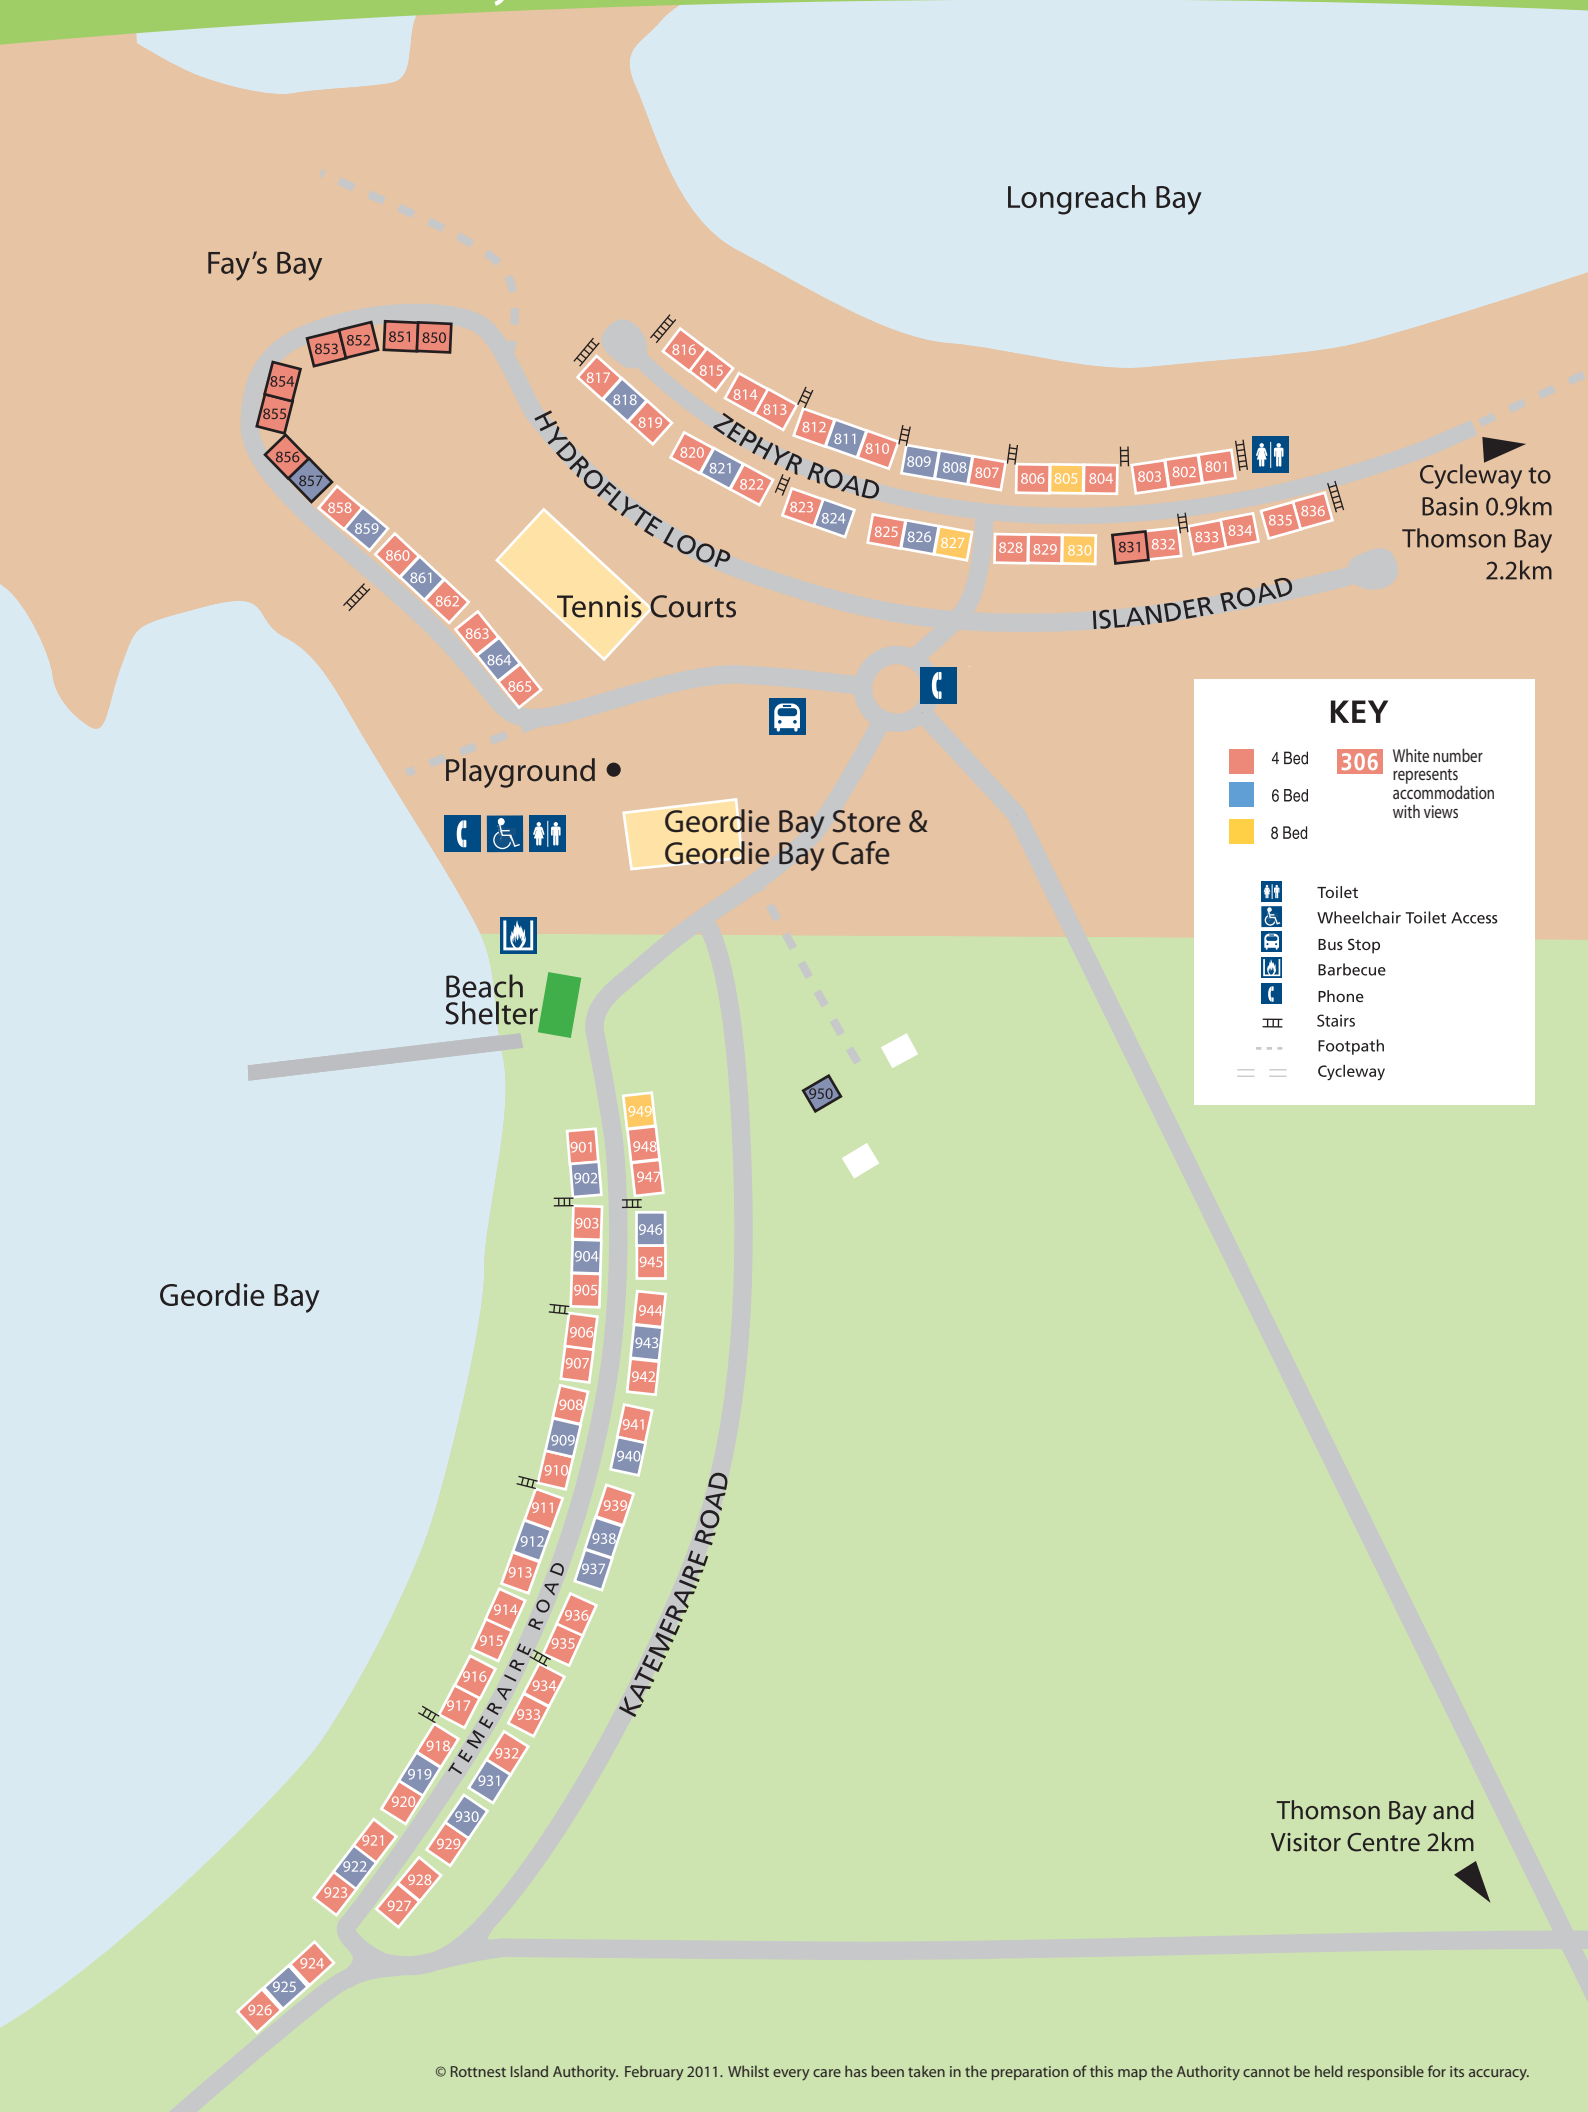 Longreach Bay
Fay's Bay
853
852
851
850
854
855
856
857
858
859
860
861
862
863
864
865
816
815
814
813
812
811
810
809
808
807
806
805
804
803
802
801
817
818
819
820
821
822
823
824
825
826
827
828
829
830
831
832
833
834
835
836
ZEPHYR ROAD
HYDROFLYTE LOOP
ISLANDER ROAD
Cycleway to
Basin 0.9km
Thomson Bay
2.2km
Tennis Courts
Playground
Geordie Bay Store &
Geordie Bay Cafe
KEY
4 Bed
6 Bed
8 Bed
306
White number
represents
accommodation
with views
Toilet
Wheelchair Toilet Access
Bus Stop
Barbecue
Phone
Stairs
Footpath
Cycleway
Beach
Shelter
950
Geordie Bay
901
902
903
904
905
906
907
908
909
910
911
912
913
914
915
916
917
918
919
920
921
922
923
924
925
926
949
948
947
946
945
944
943
942
941
940
939
938
937
936
935
934
933
932
931
930
929
928
927
TEMERAIRE ROAD
KATEMERAIRE ROAD
Thomson Bay and
Visitor Centre 2km
© Rottnest Island Authority. February 2011. Whilst every care has been taken in the preparation of this map the Authority cannot be held responsible for its accuracy.